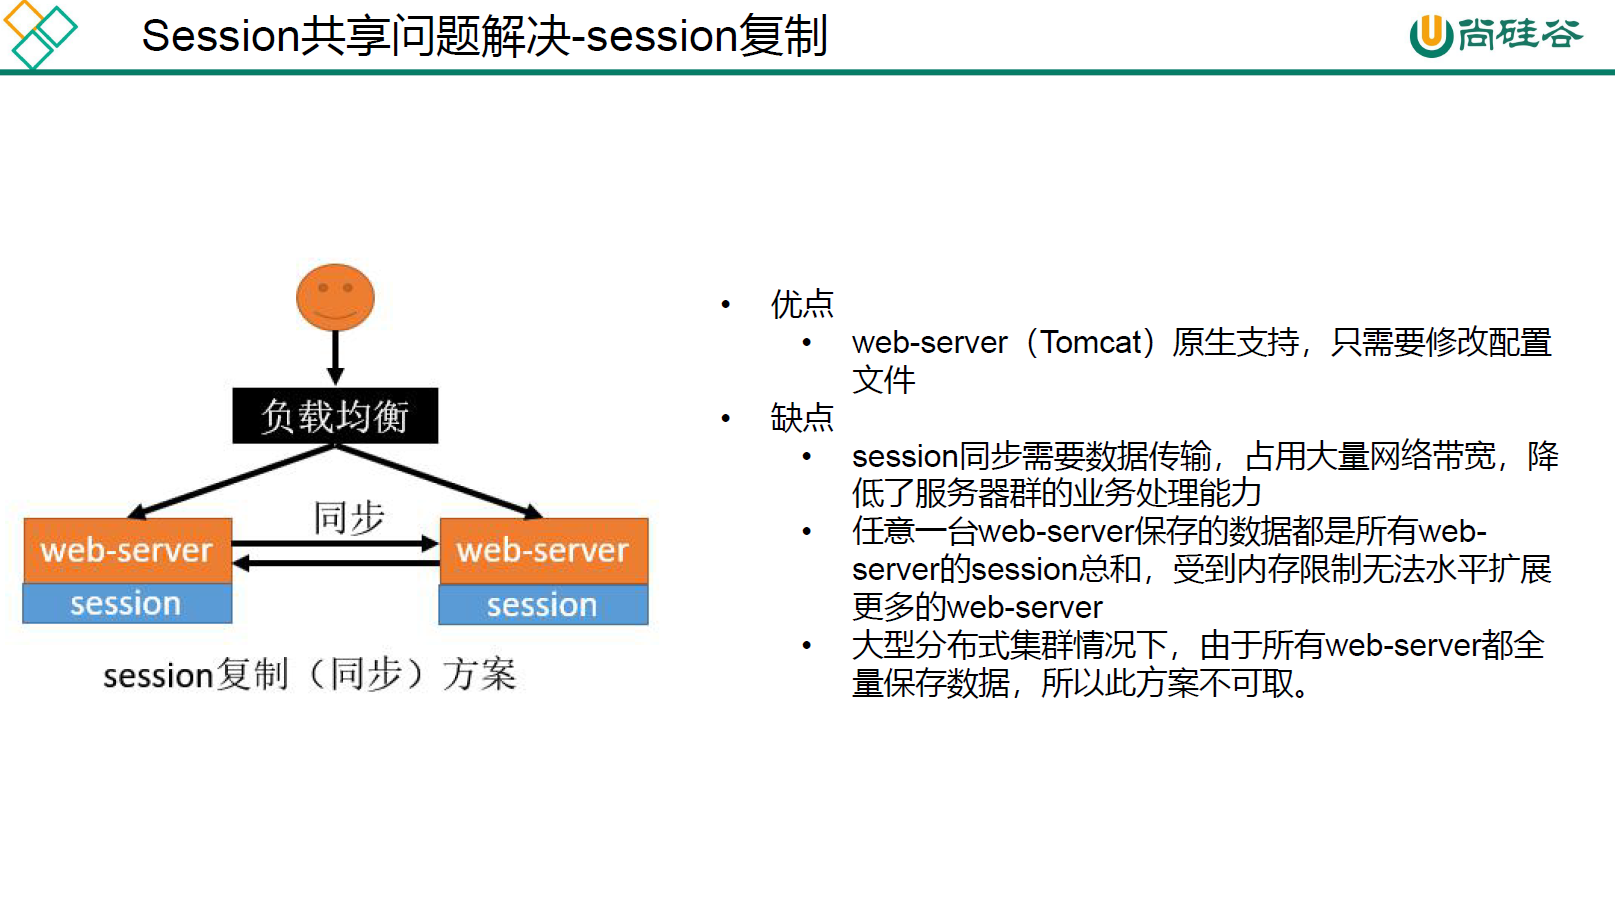 Session共享问题解决-session复制
尚硅谷
负载均衡
同步
web-server
web-server
session
session
session复制（同步）方案
• 优点
• web-server（Tomcat）原生支持，只需要修改配置
文件
• 缺点
• session同步需要数据传输，占用大量网络带宽，降
低了服务器群的业务处理能力
• 任意一台web-server保存的数据都是所有web-
server的session总和，受到内存限制无法水平扩展
更多的web-server
• 大型分布式集群情况下，由于所有web-server都全
量保存数据，所以此方案不可取。